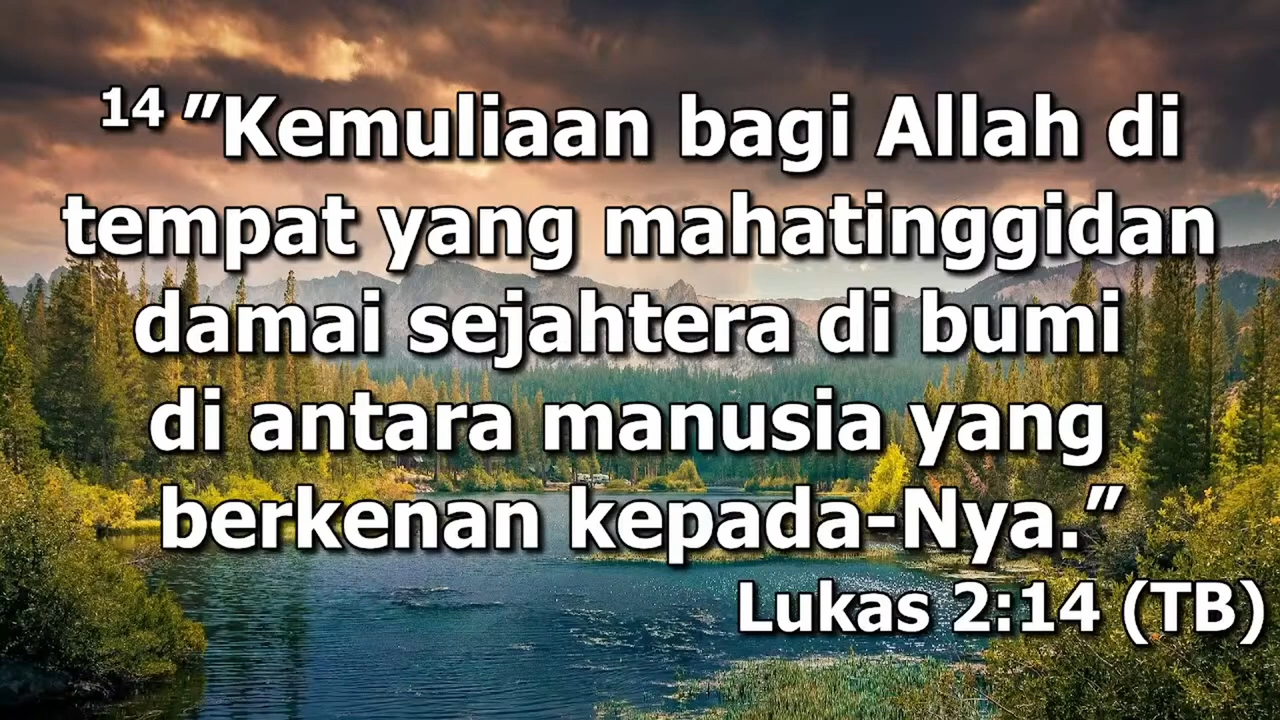 14 "Kemuliaan bagi Allah di
tempat yang mahatinggidan
damai sejahtera di bumi
di antara manusia yang
berkenan kepada-Nya."
Lukas 2:14 (TB)